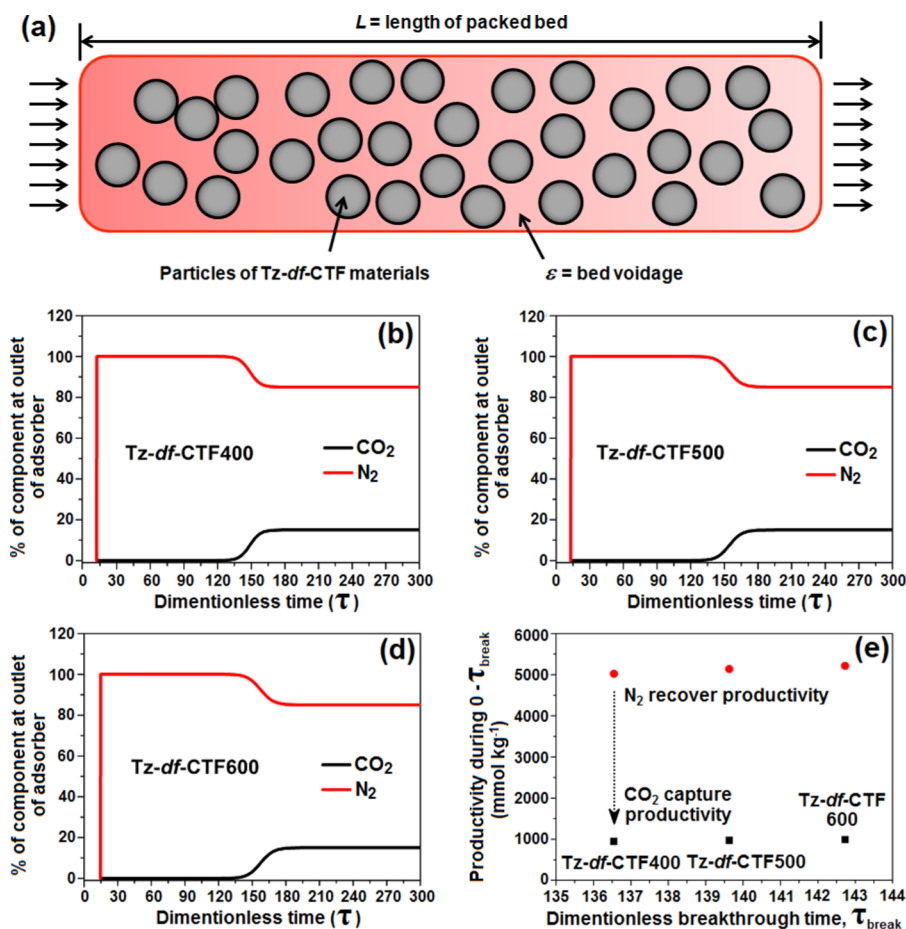 (a)
L = length of packed bed
Particles of Tz-df-CTF materials
ε = bed voidage
(b)
% of component at outlet
of adsorber
120
100
80
60
40
20
0
Tz-df-CTF400
CO2
N2
0 30 60 90 120 150 180 210 240 270 300
Dimentionless time (τ)
(c)
% of component at outlet
of adsorber
120
100
80
60
40
20
0
Tz-df-CTF500
CO2
N2
0 30 60 90 120 150 180 210 240 270 300
Dimentionless time (τ)
(d)
% of component at outlet
of adsorber
120
100
80
60
40
20
0
Tz-df-CTF600
CO2
N2
0 30 60 90 120 150 180 210 240 270 300
Dimentionless time (τ)
(e)
Productivity during 0 - τbreak
(mmol kg-1)
6000
5000
4000
3000
2000
1000
0
N2 recover productivity
CO2 capture
productivity
Tz-df-CTF
600
Tz-df-CTF400 Tz-df-CTF500
135 136 137 138 139 140 141 142 143 144
Dimentionless breakthrough time, τbreak